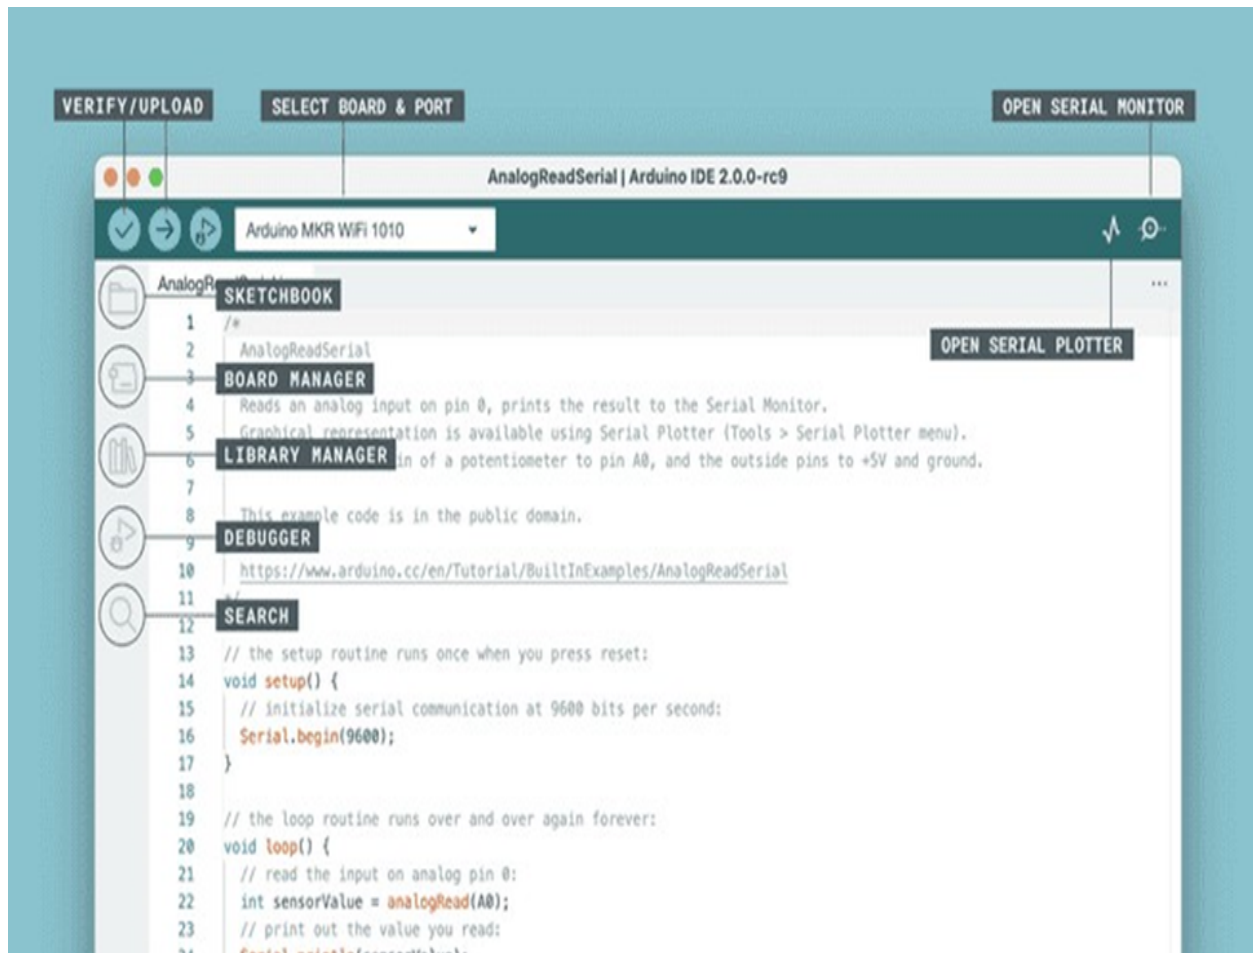 VERIFY/UPLOAD
SELECT BOARD & PORT
OPEN SERIAL MONITOR
AnalogReadSerial | Arduino IDE 2.0.0-rc9
Arduino MKR WiFi 1010
SKETCHBOOK
OPEN SERIAL PLOTTER
1 /*
2 AnalogReadSerial
3
BOARD MANAGER
4 Reads an analog input on pin 0, prints the result to the Serial Monitor.
5 Graphical representation is available using Serial Plotter (Tools > Serial Plotter menu).
LIBRARY MANAGER
6 of a potentiometer to pin A0, and the outside pins to +5V and ground.
7
8 This example code is in the public domain.
DEBUGGER
9
10 https://www.arduino.cc/en/Tutorial/BuiltInExamples/AnalogReadSerial
11 */
SEARCH
12
13 // the setup routine runs once when you press reset:
14 void setup() {
15 // initialize serial communication at 9600 bits per second:
16 Serial.begin(9600);
17 }
18
19 // the loop routine runs over and over again forever:
20 void loop() {
21 // read the input on analog pin 0:
22 int sensorValue = analogRead(A0);
23 // print out the value you read: